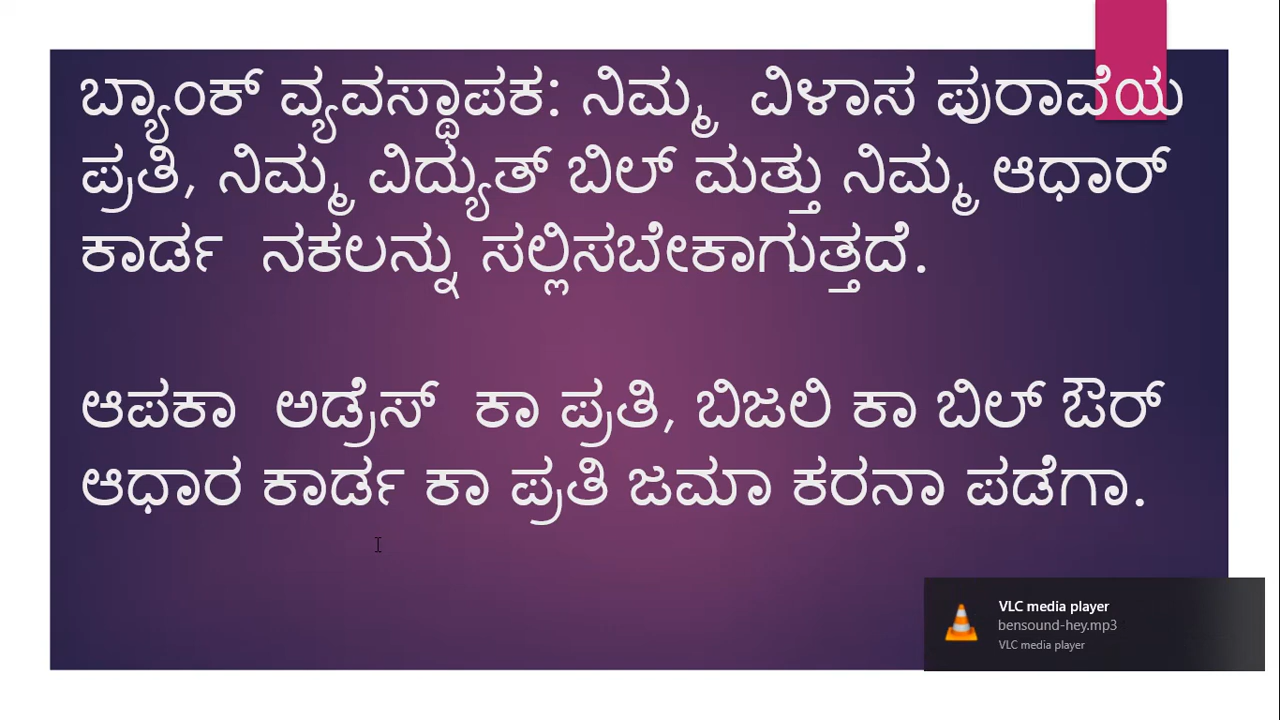 ಬ್ಯಾಂಕ್ ವ್ಯವಸ್ಥಾಪಕ: ನಿಮ್ಮ ವಿಳಾಸ ಪುರಾವೆಯ
ಪ್ರತಿ, ನಿಮ್ಮ ವಿದ್ಯುತ್ ಬಿಲ್ ಮತ್ತು ನಿಮ್ಮ ಆಧಾರ್
ಕಾರ್ಡ ನಕಲನ್ನು ಸಲ್ಲಿಸಬೇಕಾಗುತ್ತದೆ.
ಆಪಕಾ ಅಡ್ರೆಸ್ ಕಾ ಪ್ರತಿ, ಬಿಜಲಿ ಕಾ ಬಿಲ್ ಔರ್
ಆಧಾರ ಕಾರ್ಡ ಕಾ ಪ್ರತಿ ಜಮಾ ಕರನಾ ಪಡೆಗಾ.
VLC media player
bensound-hey.mp3
VLC media player